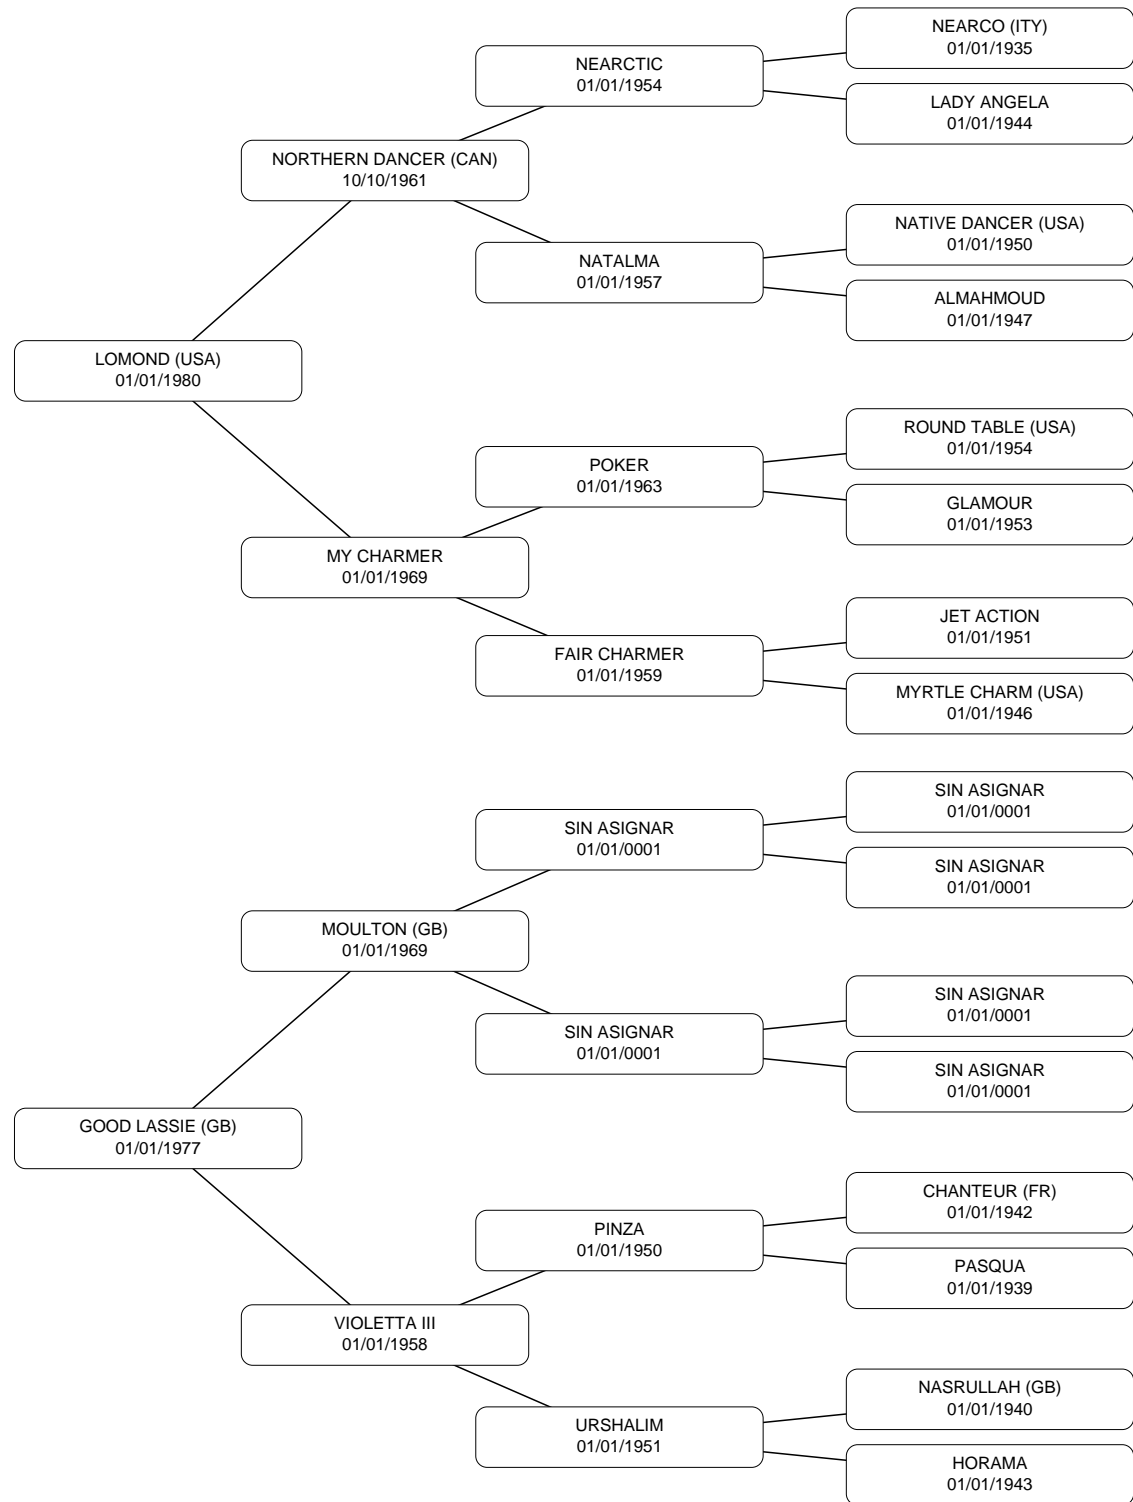 NEARCO (ITY)
01/01/1935
NEARCTIC
01/01/1954
LADY ANGELA
01/01/1944
NORTHERN DANCER (CAN)
10/10/1961
NATIVE DANCER (USA)
01/01/1950
NATALMA
01/01/1957
ALMAHMOUD
01/01/1947
LOMOND (USA)
01/01/1980
ROUND TABLE (USA)
01/01/1954
POKER
01/01/1963
GLAMOUR
01/01/1953
MY CHARMER
01/01/1969
JET ACTION
01/01/1951
FAIR CHARMER
01/01/1959
MYRTLE CHARM (USA)
01/01/1946
SIN ASIGNAR
01/01/0001
SIN ASIGNAR
01/01/0001
SIN ASIGNAR
01/01/0001
MOULTON (GB)
01/01/1969
SIN ASIGNAR
01/01/0001
SIN ASIGNAR
01/01/0001
SIN ASIGNAR
01/01/0001
GOOD LASSIE (GB)
01/01/1977
CHANTEUR (FR)
01/01/1942
PINZA
01/01/1950
PASQUA
01/01/1939
VIOLETTA III
01/01/1958
NASRULLAH (GB)
01/01/1940
URSHALIM
01/01/1951
HORAMA
01/01/1943